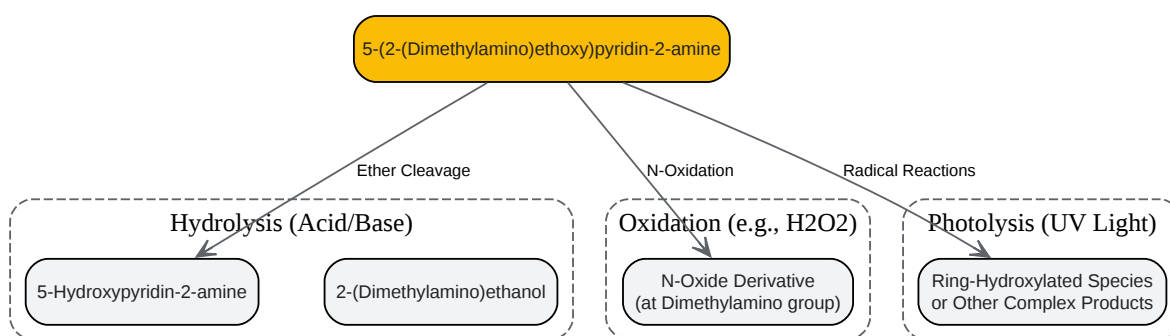 5-(2-(Dimethylamino)ethoxy)pyridin-2-amine
Ether Cleavage
N-Oxidation
Radical Reactions
Hydrolysis (Acid/Base)
Oxidation (e.g., H2O2)
Photolysis (UV Light)
5-Hydroxypyridin-2-amine
2-(Dimethylamino)ethanol
N-Oxide Derivative
(at Dimethylamino group)
Ring-Hydroxylated Species
or Other Complex Products